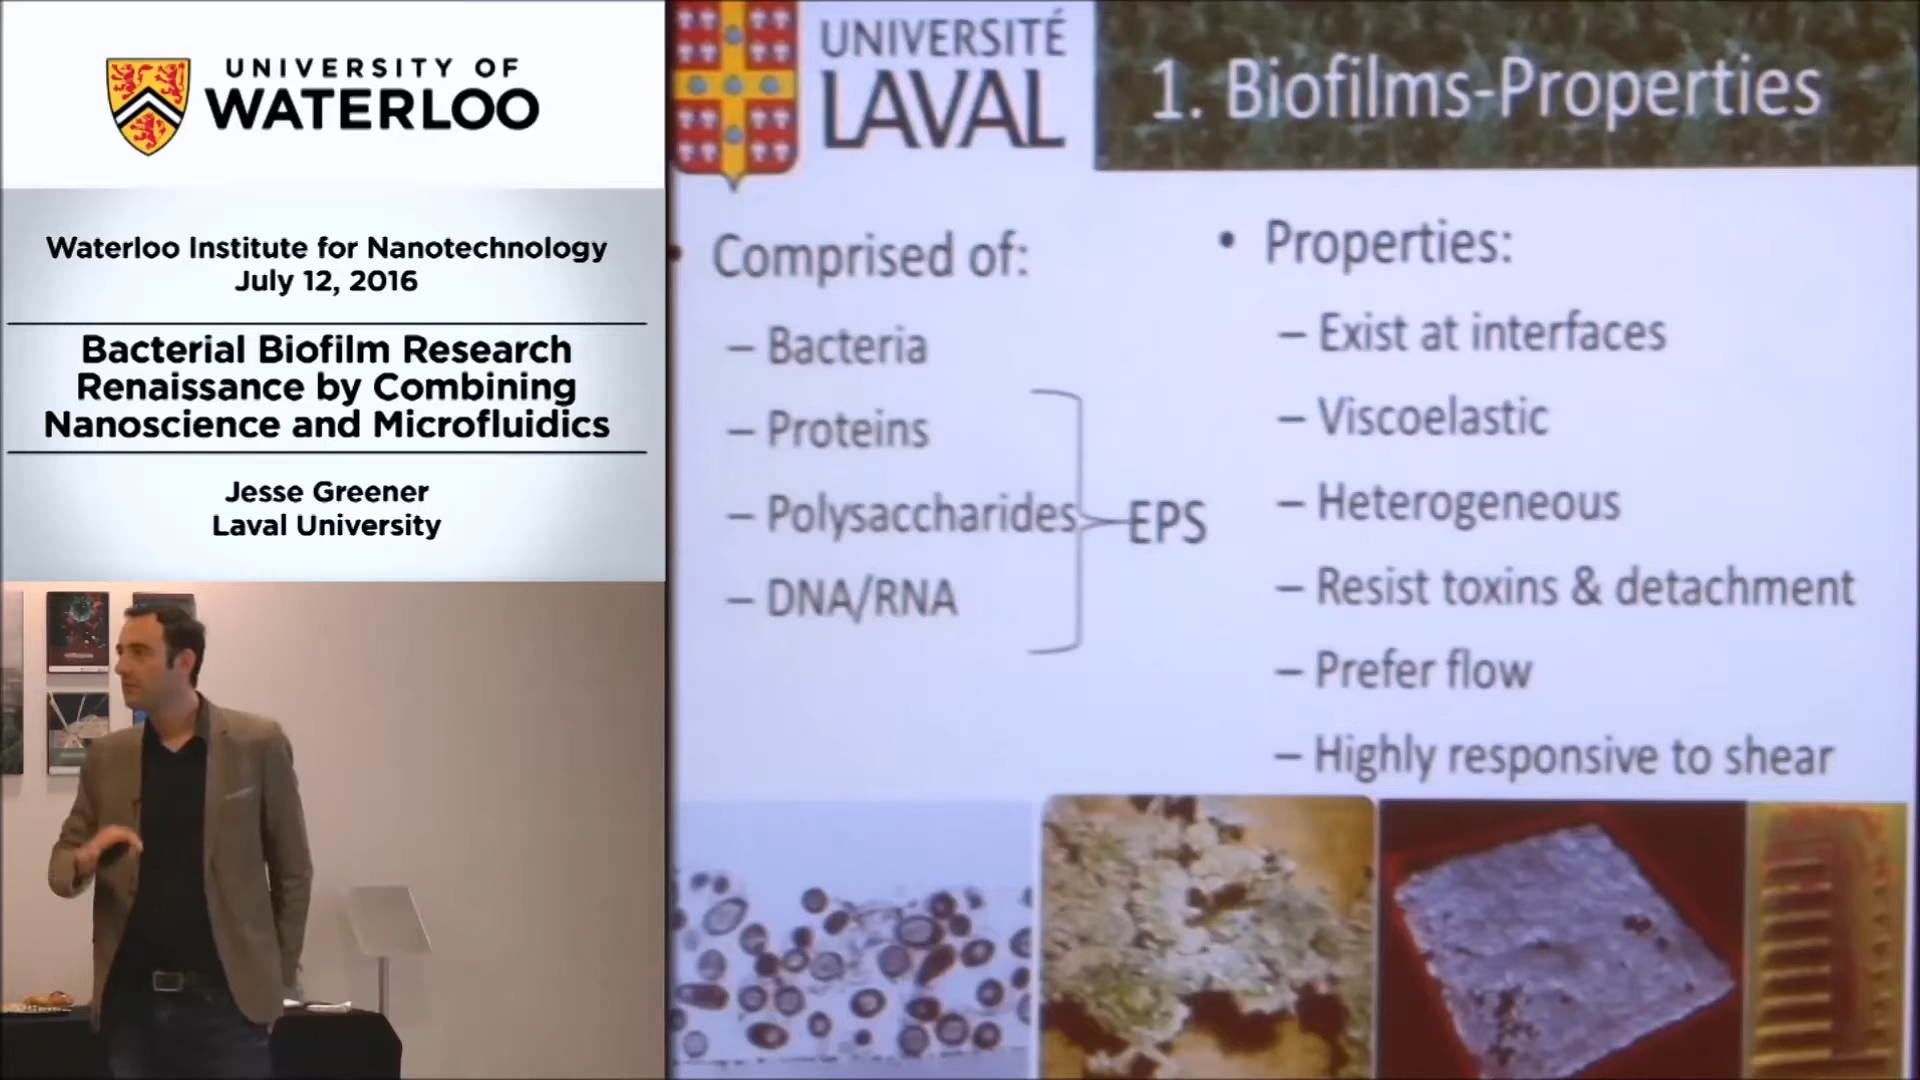 UNIVERSITY OF
WATERLOO
Waterloo Institute for Nanotechnology
July 12, 2016
Bacterial Biofilm Research
Renaissance by Combining
Nanoscience and Microfluidics
Jesse Greener
Laval University
UNIVERSITÉ
LAVAL
1. Biofilms-Properties
• Comprised of:
– Bacteria
– Proteins
– Polysaccharides
– DNA/RNA
EPS
• Properties:
– Exist at interfaces
– Viscoelastic
– Heterogeneous
– Resist toxins & detachment
– Prefer flow
– Highly responsive to shear